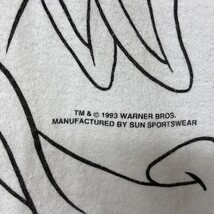 TM & © 1993 WARNER BROS.
MANUFACTURED BY SUN SPORTSWEAR